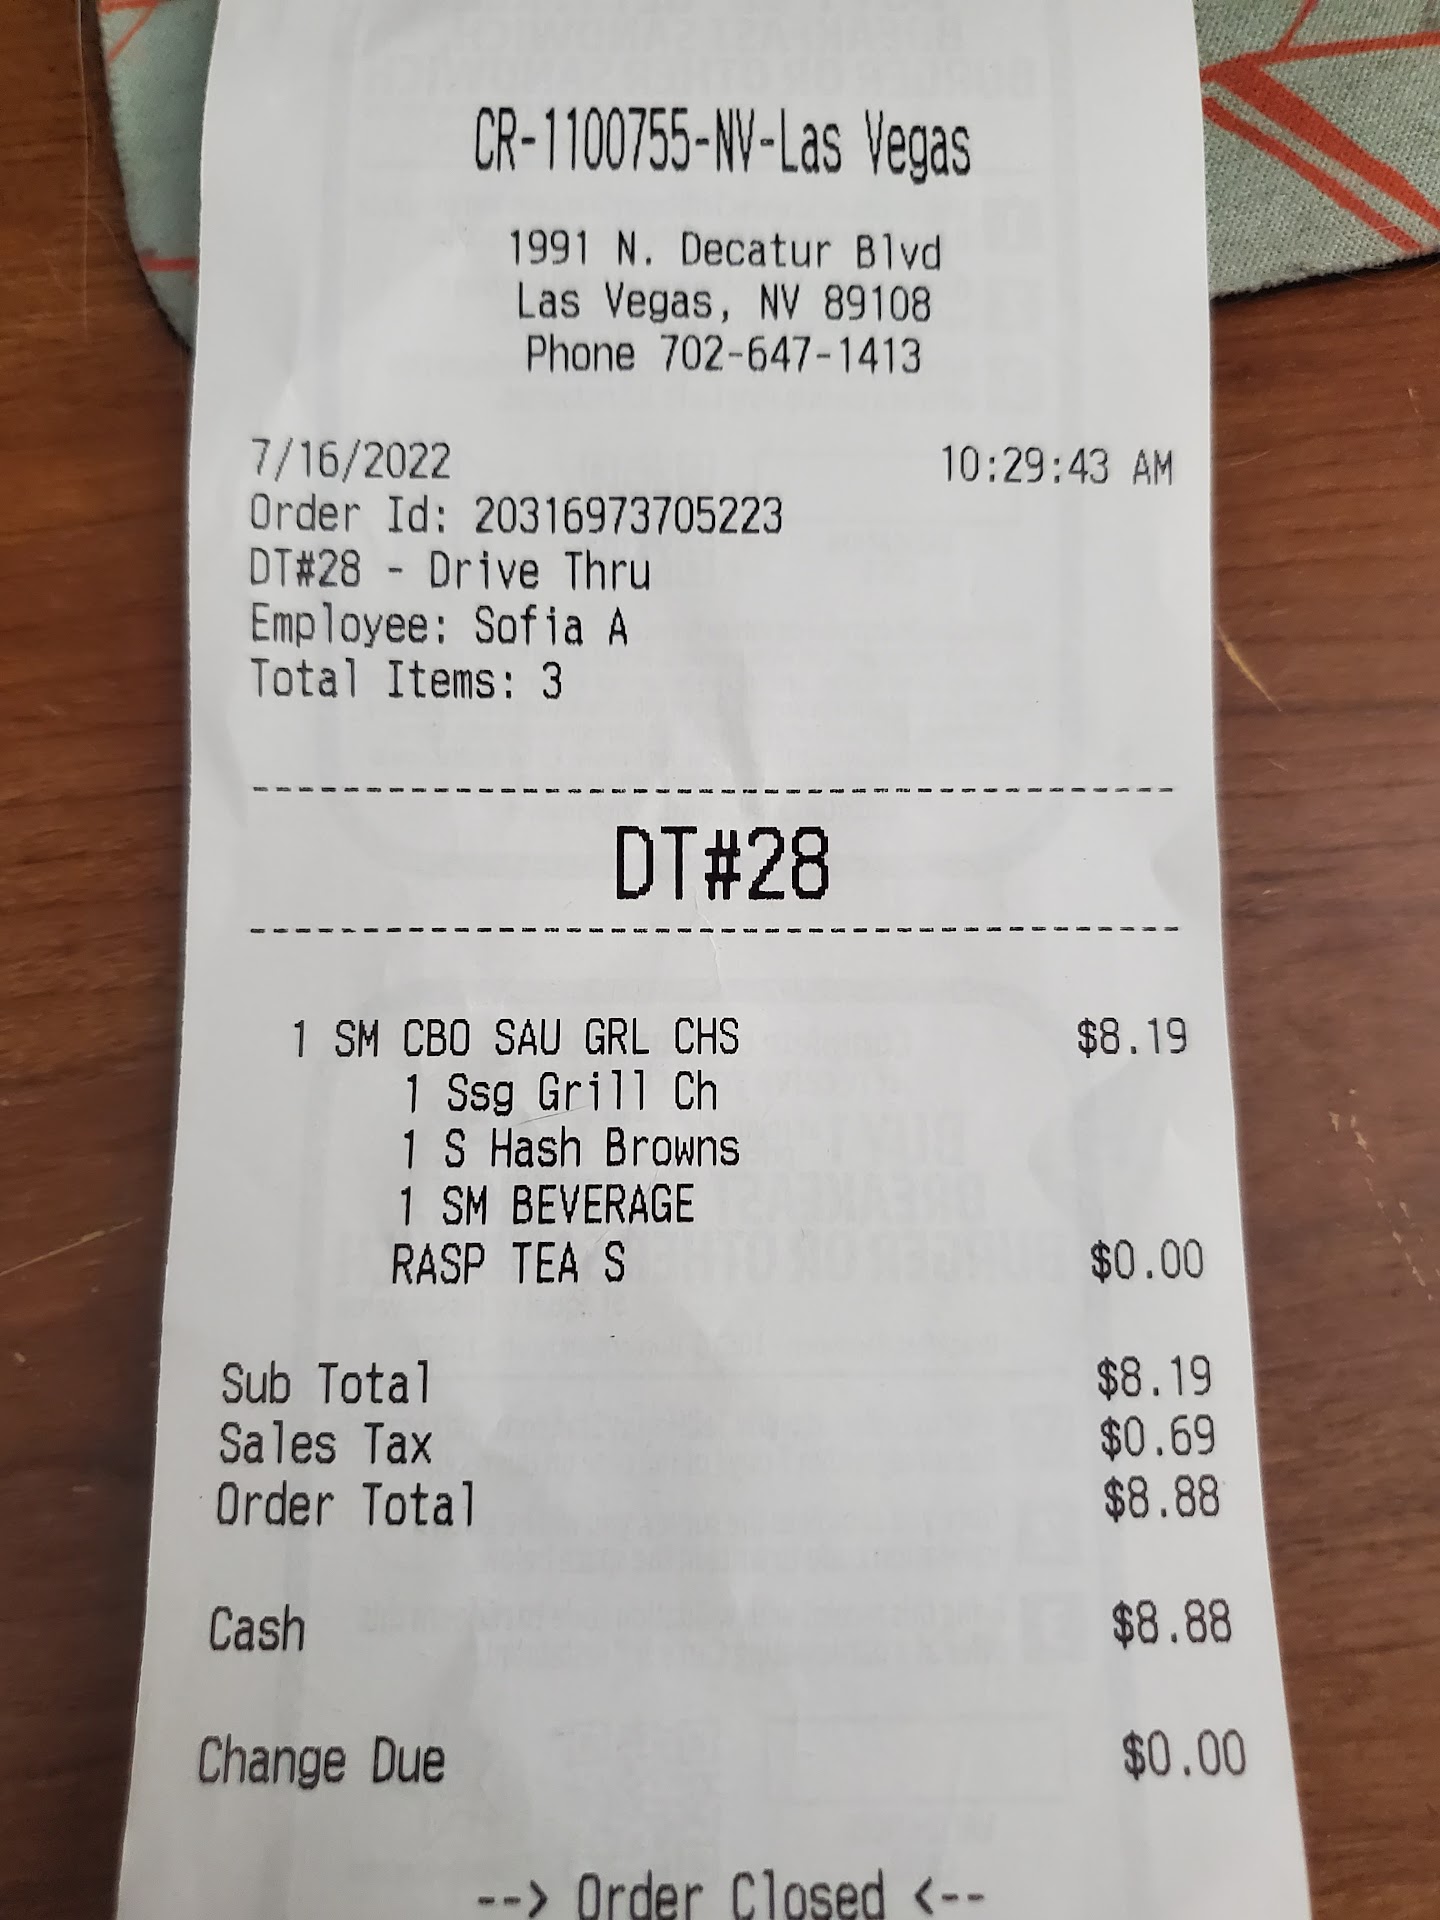 CR-1100755-NV-Las Vegas
1991 N. Decatur Blvd
Las Vegas, NV 89108
Phone 702-647-1413
7/16/2022 10:29:43 AM
Order Id: 20316973705223
DT#28 - Drive Thru
Employee: Sofia A
Total Items: 3
DT#28
1 SM CBO SAU GRL CHS $8.19
1 Ssg Grill Ch
1 S Hash Browns
1 SM BEVERAGE
RASP TEA S $0.00
Sub Total $8.19
Sales Tax $0.69
Order Total $8.88
Cash $8.88
Change Due $0.00
--> Order Closed <--